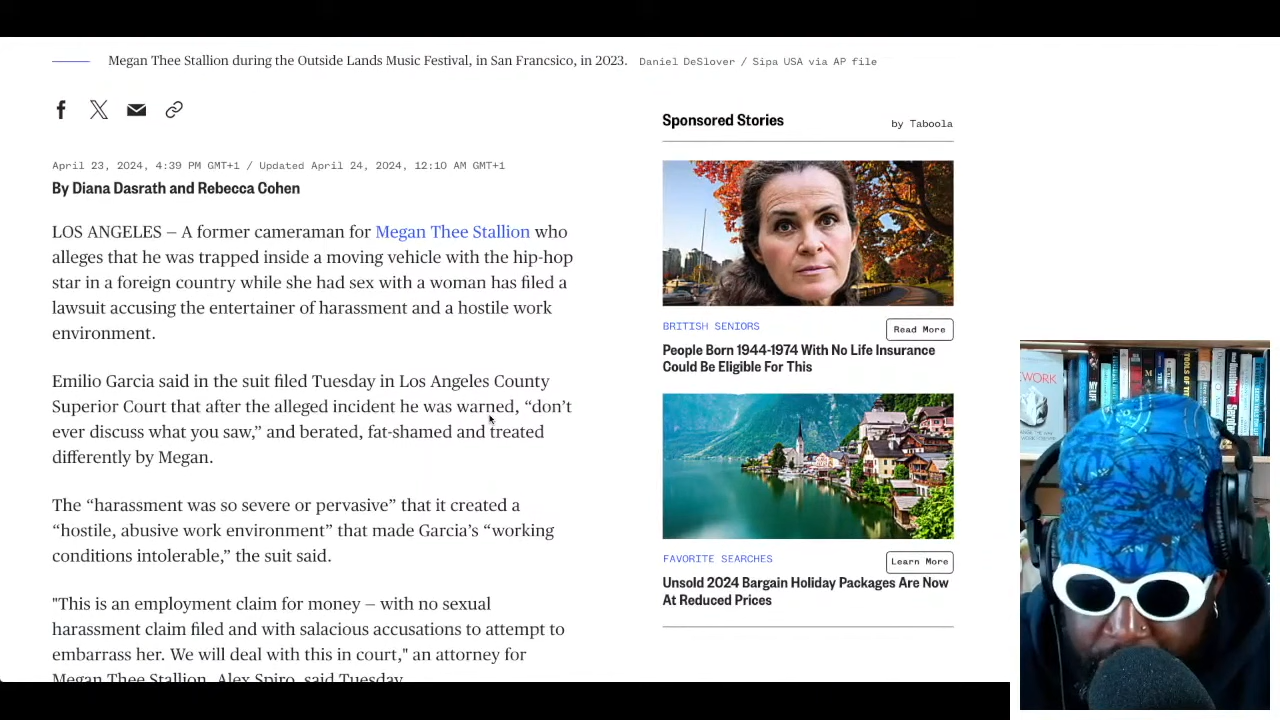 Megan Thee Stallion during the Outside Lands Music Festival, in San Francsico, in 2023. Daniel DeSlover / Sipa USA via AP file
April 23, 2024, 4:39 PM GMT+1 / Updated April 24, 2024, 12:10 AM GMT+1
By Diana Dasrath and Rebecca Cohen
LOS ANGELES — A former cameraman for Megan Thee Stallion who
alleges that he was trapped inside a moving vehicle with the hip-hop
star in a foreign country while she had sex with a woman has filed a
lawsuit accusing the entertainer of harassment and a hostile work
environment.
Emilio Garcia said in the suit filed Tuesday in Los Angeles County
Superior Court that after the alleged incident he was warned, “don’t
ever discuss what you saw,” and berated, fat-shamed and treated
differently by Megan.
The “harassment was so severe or pervasive” that it created a
“hostile, abusive work environment” that made Garcia’s “working
conditions intolerable,” the suit said.
"This is an employment claim for money — with no sexual
harassment claim filed and with salacious accusations to attempt to
embarrass her. We will deal with this in court," an attorney for
Megan Thee Stallion, Alex Spiro, said Tuesday.
Sponsored Stories
by Taboola
BRITISH SENIORS
Read More
People Born 1944-1974 With No Life Insurance
Could Be Eligible For This
FAVORITE SEARCHES
Learn More
Unsold 2024 Bargain Holiday Packages Are Now
At Reduced Prices
WORK